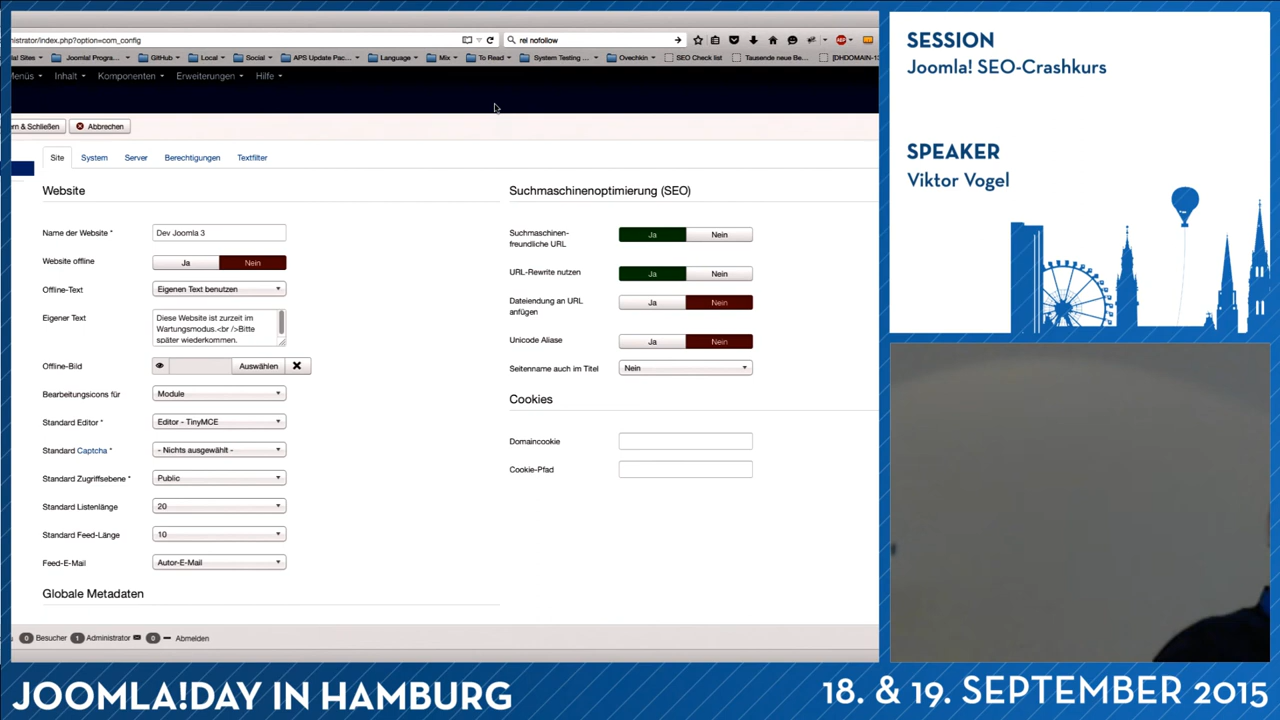 nistrator/index.php?option=com_config
rel nofollow
a! Sites
Joomla! Progra...
GitHub
Local
Social
APS Update Pac...
Language
Mix
To Read
System Testing ...
Ovechkin
SEO Check list
Tausende neue Be...
[DHDOMAIN-13
Menüs
Inhalt
Komponenten
Erweiterungen
Hilfe
rn & Schließen
Abbrechen
Site
System
Server
Berechtigungen
Textfilter
Website
Name der Website *
Dev Joomla 3
Website offline
Ja
Nein
Offline-Text
Eigenen Text benutzen
Eigener Text
Diese Website ist zurzeit im
Wartungsmodus.<br />Bitte
später wiederkommen.
Offline-Bild
Auswählen
Bearbeitungsicons für
Module
Standard Editor *
Editor - TinyMCE
Standard Captcha *
- Nichts ausgewählt -
Standard Zugriffsebene *
Public
Standard Listenlänge
20
Standard Feed-Länge
10
Feed-E-Mail
Autor-E-Mail
Globale Metadaten
Suchmaschinenoptimierung (SEO)
Suchmaschinen-
freundliche URL
Ja
Nein
URL-Rewrite nutzen
Ja
Nein
Dateiendung an URL
anfügen
Ja
Nein
Unicode Aliase
Ja
Nein
Seitenname auch im Titel
Nein
Cookies
Domaincookie
Cookie-Pfad
0 Besucher
1 Administrator
0
Abmelden
SESSION
Joomla! SEO-Crashkurs
SPEAKER
Viktor Vogel
JOOMLA!DAY IN HAMBURG
18. & 19. SEPTEMBER 2015